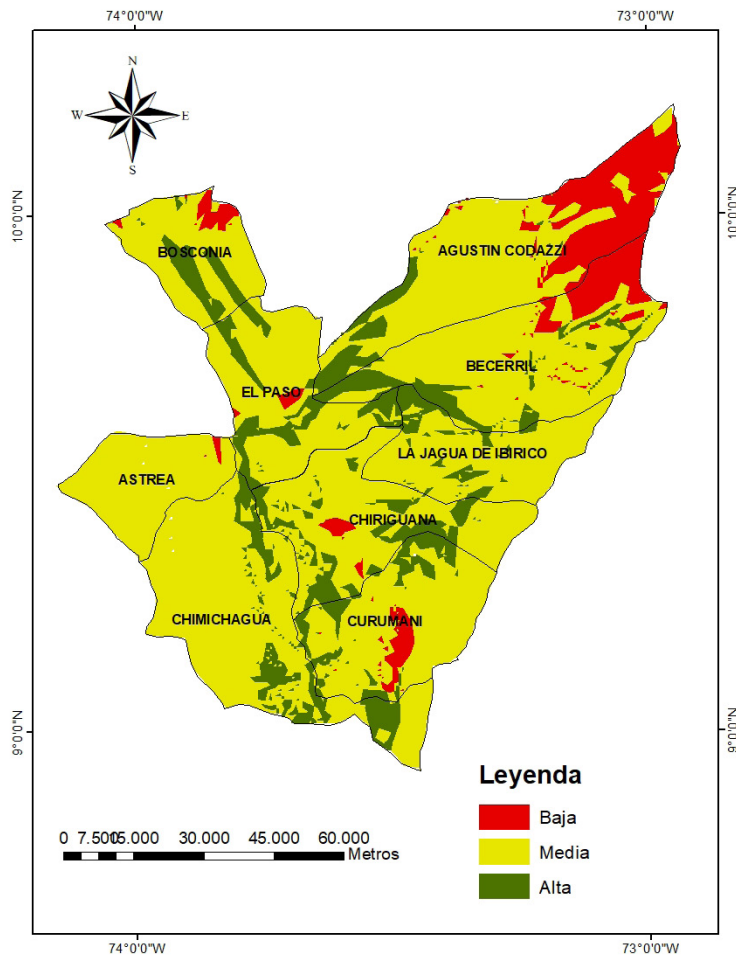 74°0'0"W 73°0'0"W
N
W E
S
10°0'0"N 10°0'0"N
BOSCONIA
AGUSTIN CODAZZI
BECERRIL
EL PASO
LA JAGUA DE IBIRICO
ASTREA
CHIRIGUANA
CHIMICHAGUA
CURUMANI
9°0'0"N 9°0'0"N
Leyenda
Baja
Media
Alta
0 7.500 15.000 30.000 45.000 60.000
Metros
74°0'0"W 73°0'0"W